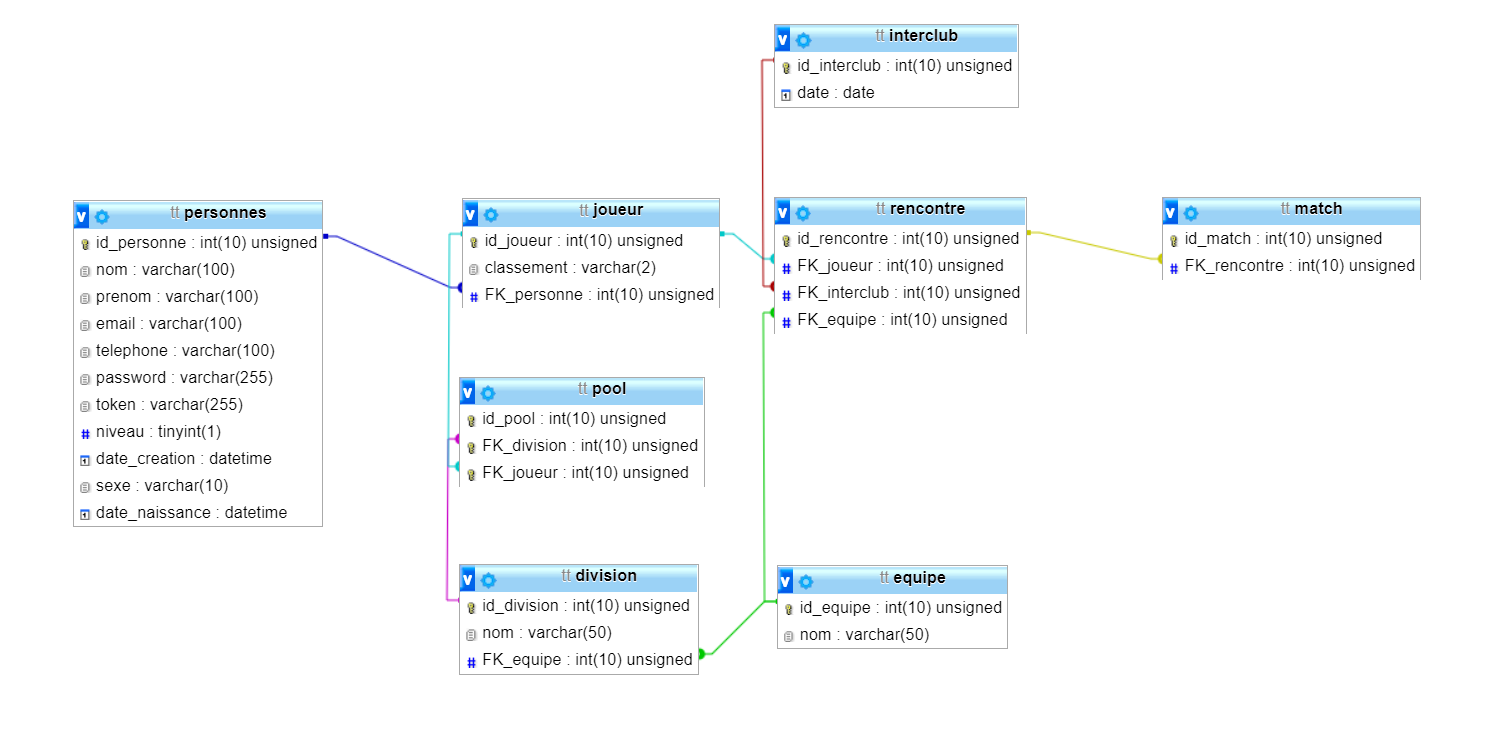 tt interclub
id_interclub : int(10) unsigned
date : date
tt personnes
id_personne : int(10) unsigned
nom : varchar(100)
prenom : varchar(100)
email : varchar(100)
telephone : varchar(100)
password : varchar(255)
token : varchar(255)
niveau : tinyint(1)
date_creation : datetime
sexe : varchar(10)
date_naissance : datetime
tt joueur
id_joueur : int(10) unsigned
classement : varchar(2)
FK_personne : int(10) unsigned
tt rencontre
id_rencontre : int(10) unsigned
FK_joueur : int(10) unsigned
FK_interclub : int(10) unsigned
FK_equipe : int(10) unsigned
tt match
id_match : int(10) unsigned
FK_rencontre : int(10) unsigned
tt pool
id_pool : int(10) unsigned
FK_division : int(10) unsigned
FK_joueur : int(10) unsigned
tt division
id_division : int(10) unsigned
nom : varchar(50)
FK_equipe : int(10) unsigned
tt equipe
id_equipe : int(10) unsigned
nom : varchar(50)